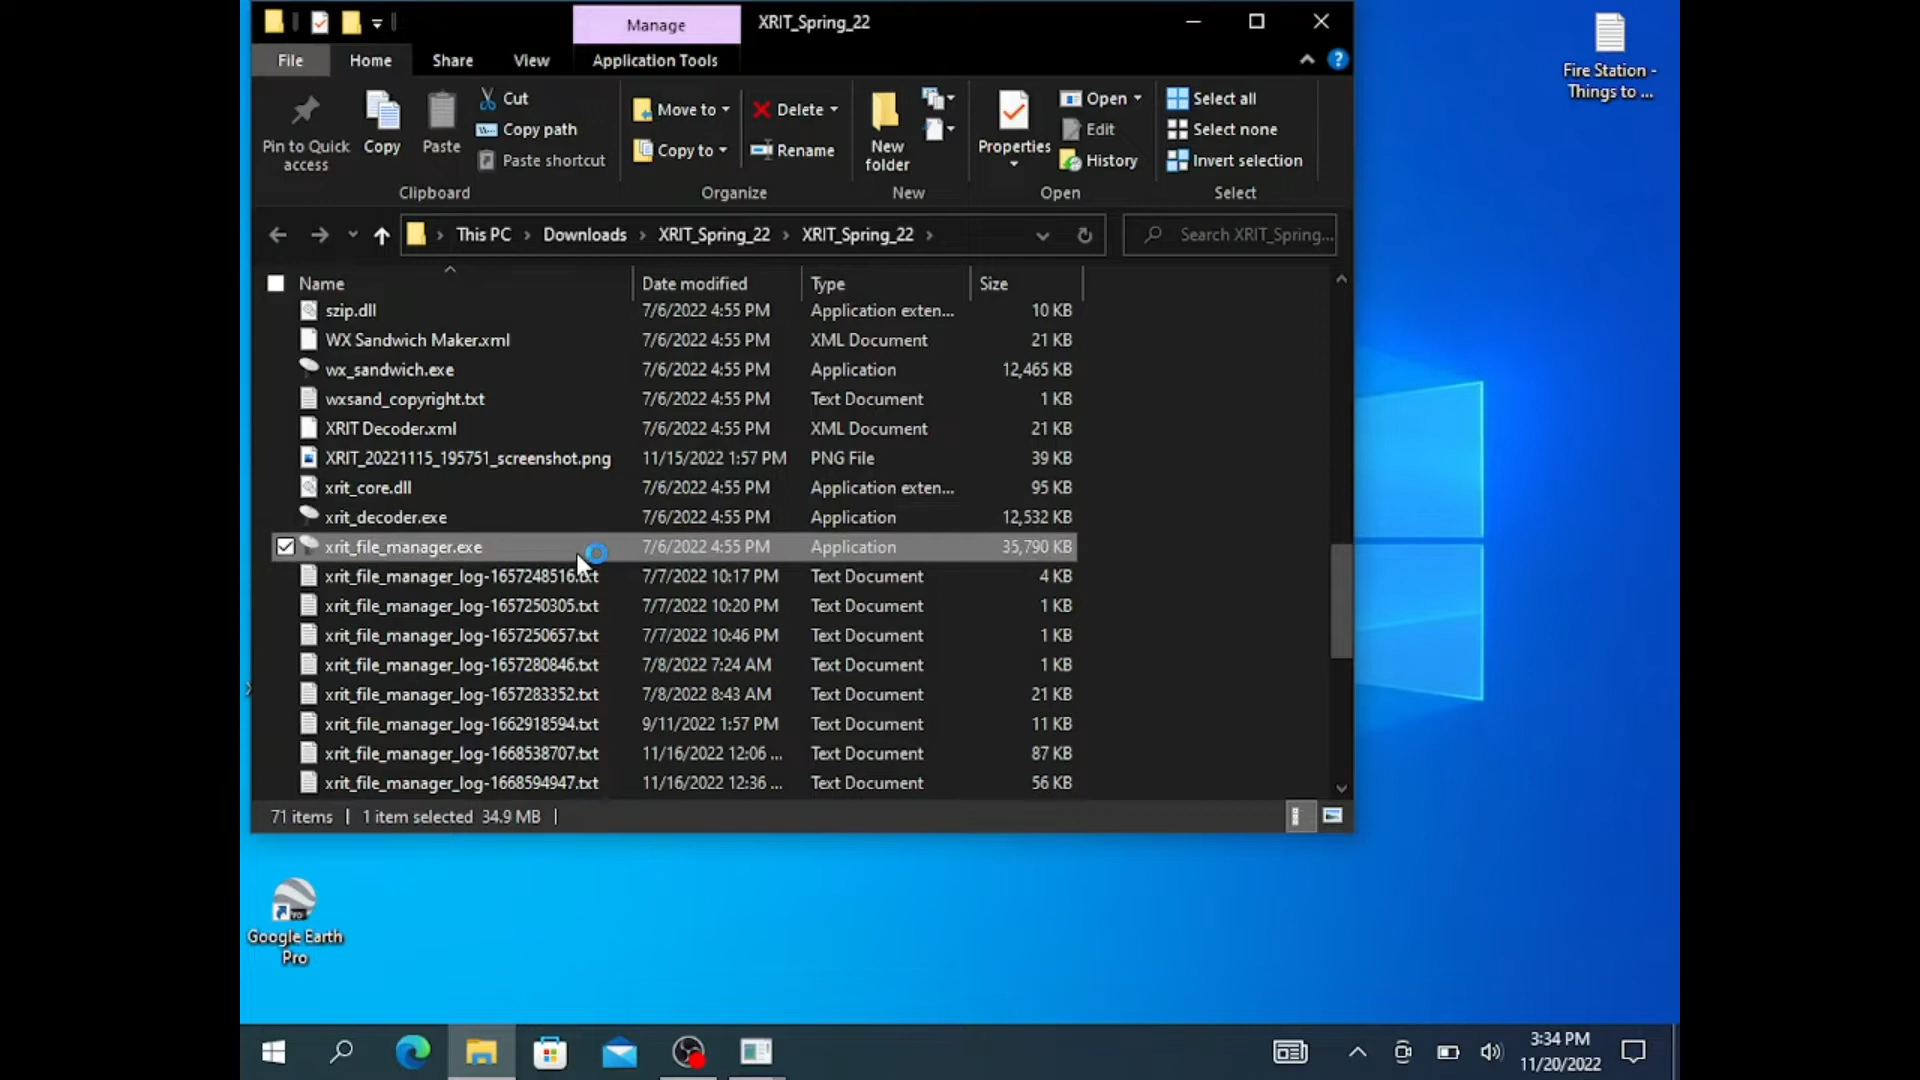 Manage
XRIT_Spring_22
File
Home
Share
View
Application Tools
?
Pin to Quick
access
Copy
Paste
Cut
Copy path
Paste shortcut
Clipboard
Move to
Copy to
Delete
Rename
Organize
New
folder
New
Properties
Open
Edit
History
Open
Select all
Select none
Invert selection
Select
This PC > Downloads > XRIT_Spring_22 > XRIT_Spring_22 >
Search XRIT_Spring...
Name Date modified Type Size
szip.dll 7/6/2022 4:55 PM Application exten... 10 KB
WX Sandwich Maker.xml 7/6/2022 4:55 PM XML Document 21 KB
wx_sandwich.exe 7/6/2022 4:55 PM Application 12,465 KB
wxsand_copyright.txt 7/6/2022 4:55 PM Text Document 1 KB
XRIT Decoder.xml 7/6/2022 4:55 PM XML Document 21 KB
XRIT_20221115_195751_screenshot.png 11/15/2022 1:57 PM PNG File 39 KB
xrit_core.dll 7/6/2022 4:55 PM Application exten... 95 KB
xrit_decoder.exe 7/6/2022 4:55 PM Application 12,532 KB
xrit_file_manager.exe 7/6/2022 4:55 PM Application 35,790 KB
xrit_file_manager_log-1657248516.txt 7/7/2022 10:17 PM Text Document 4 KB
xrit_file_manager_log-1657250305.txt 7/7/2022 10:20 PM Text Document 1 KB
xrit_file_manager_log-1657250657.txt 7/7/2022 10:46 PM Text Document 1 KB
xrit_file_manager_log-1657280846.txt 7/8/2022 7:24 AM Text Document 1 KB
xrit_file_manager_log-1657283352.txt 7/8/2022 8:43 AM Text Document 21 KB
xrit_file_manager_log-1662918594.txt 9/11/2022 1:57 PM Text Document 11 KB
xrit_file_manager_log-1668538707.txt 11/16/2022 12:06 ... Text Document 87 KB
xrit_file_manager_log-1668594947.txt 11/16/2022 12:36 ... Text Document 56 KB
71 items | 1 item selected 34.9 MB |
Fire Station -
Things to ...
Google Earth
Pro
3:34 PM
11/20/2022